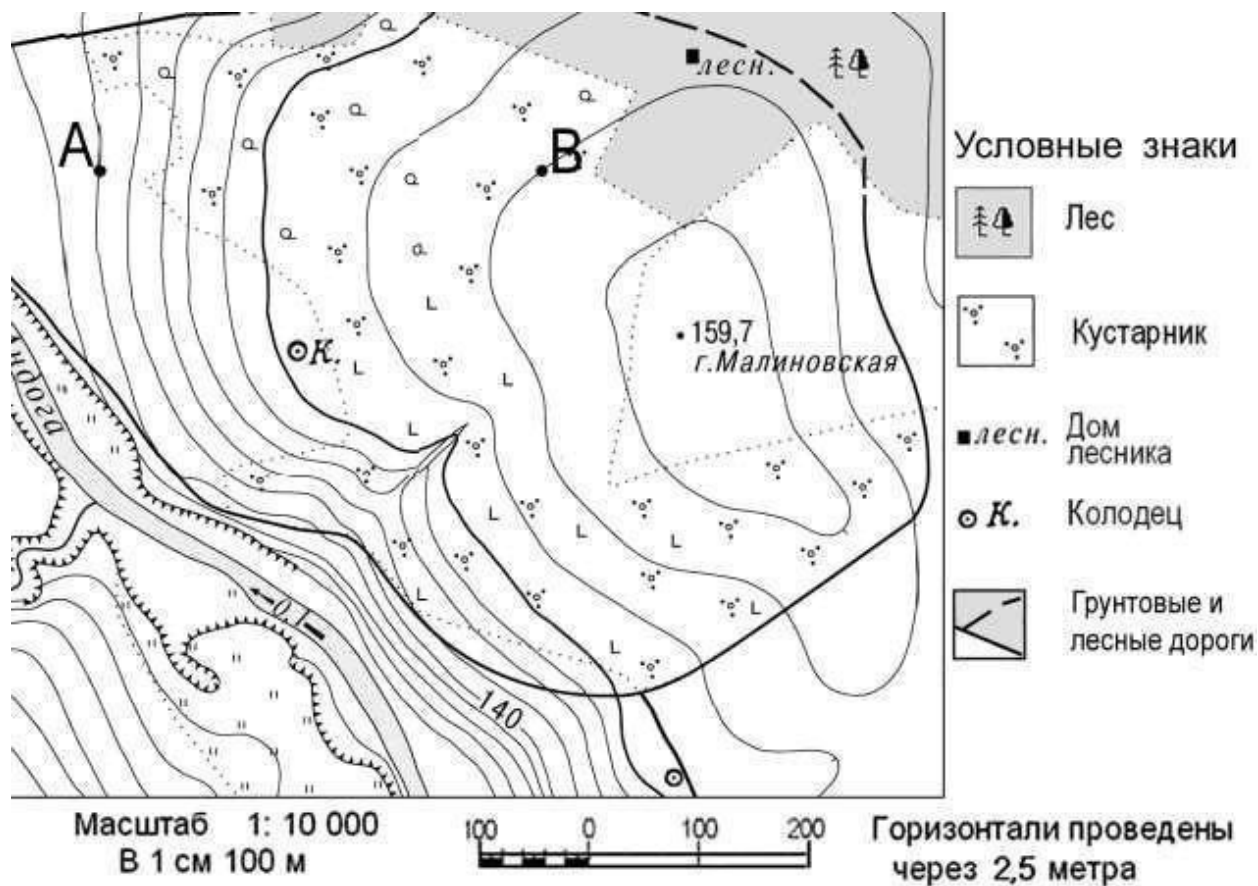 лесн.
A
B
Условные знаки
Лес
159,7
г.Малиновская
Кустарник
К.
лесн.
Дом
лесника
К.
Колодец
0,1
140
Грунтовые и
лесные дороги
Масштаб 1: 10 000
В 1 см 100 м
100 0 100 200
Горизонтали проведены
через 2,5 метра